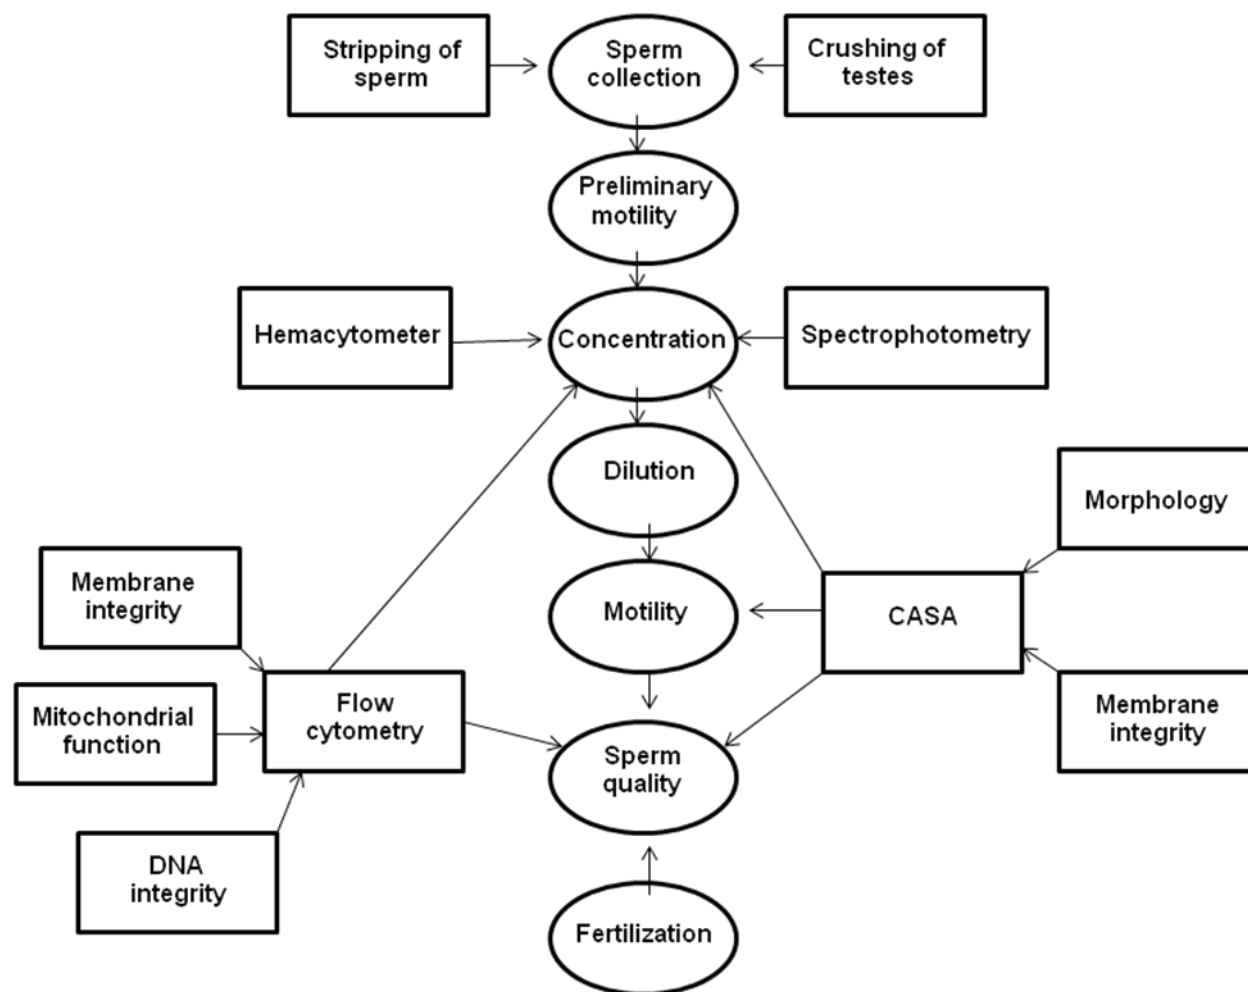 Stripping of
sperm
Sperm
collection
Crushing of
testes
Preliminary
motility
Hemacytometer
Concentration
Spectrophotometry
Dilution
Morphology
Membrane
integrity
Motility
CASA
Mitochondrial
function
Flow
cytometry
Sperm
quality
Membrane
integrity
DNA
integrity
Fertilization